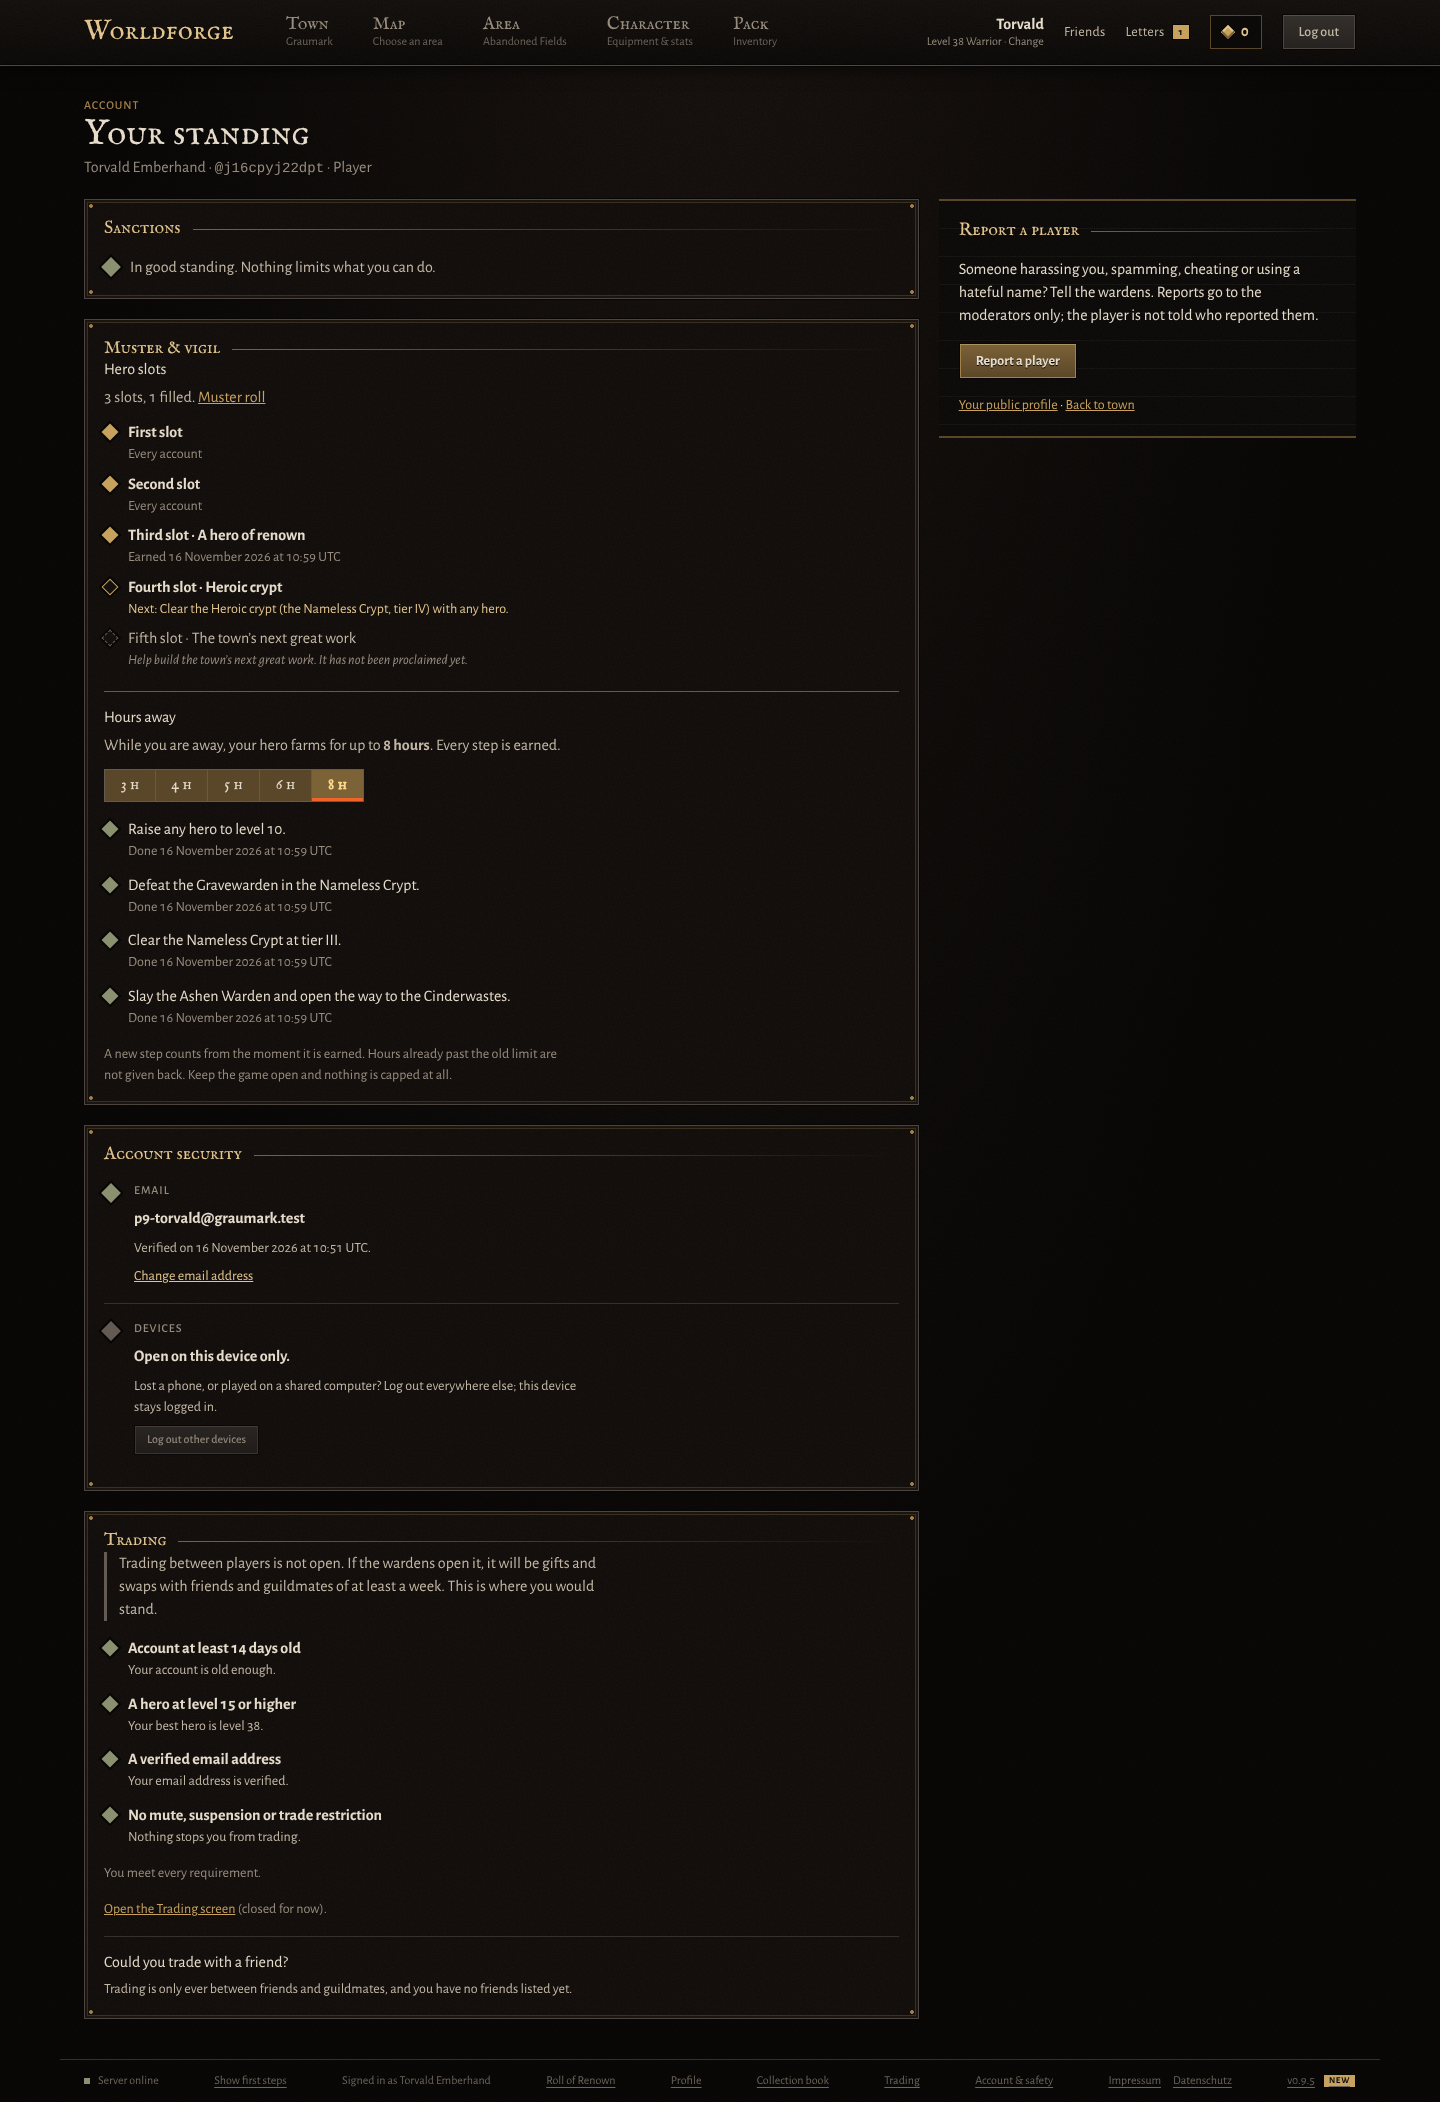 Worldforge
Town
Graumark
Map
Choose an area
Area
Abandoned Fields
Character
Equipment & stats
Pack
Inventory
Torvald
Level 38 Warrior · Change
Friends
Letters 1
0
Log out
ACCOUNT
Your standing
Torvald Emberhand · @j16cpyj22dpt · Player
Sanctions
In good standing. Nothing limits what you can do.
Muster & vigil
Hero slots
3 slots, 1 filled. Muster roll
First slot
Every account
Second slot
Every account
Third slot · A hero of renown
Earned 16 November 2026 at 10:59 UTC
Fourth slot · Heroic crypt
Next: Clear the Heroic crypt (the Nameless Crypt, tier IV) with any hero.
Fifth slot · The town's next great work
Help build the town's next great work. It has not been proclaimed yet.
Hours away
While you are away, your hero farms for up to 8 hours. Every step is earned.
3 h 4 h 5 h 6 h 8 h
Raise any hero to level 10.
Done 16 November 2026 at 10:59 UTC
Defeat the Gravewarden in the Nameless Crypt.
Done 16 November 2026 at 10:59 UTC
Clear the Nameless Crypt at tier III.
Done 16 November 2026 at 10:59 UTC
Slay the Ashen Warden and open the way to the Cinderwastes.
Done 16 November 2026 at 10:59 UTC
A new step counts from the moment it is earned. Hours already past the old limit are
not given back. Keep the game open and nothing is capped at all.
Account security
EMAIL
p9-torvald@graumark.test
Verified on 16 November 2026 at 10:51 UTC.
Change email address
DEVICES
Open on this device only.
Lost a phone, or played on a shared computer? Log out everywhere else; this device
stays logged in.
Log out other devices
Trading
Trading between players is not open. If the wardens open it, it will be gifts and
swaps with friends and guildmates of at least a week. This is where you would
stand.
Account at least 14 days old
Your account is old enough.
A hero at level 15 or higher
Your best hero is level 38.
A verified email address
Your email address is verified.
No mute, suspension or trade restriction
Nothing stops you from trading.
You meet every requirement.
Open the Trading screen (closed for now).
Could you trade with a friend?
Trading is only ever between friends and guildmates, and you have no friends listed yet.
Report a player
Someone harassing you, spamming, cheating or using a
hateful name? Tell the wardens. Reports go to the
moderators only; the player is not told who reported them.
Report a player
Your public profile · Back to town
Server online
Show first steps
Signed in as Torvald Emberhand
Roll of Renown
Profile
Collection book
Trading
Account & safety
Impressum
Datenschutz
v0.9.5 NEW